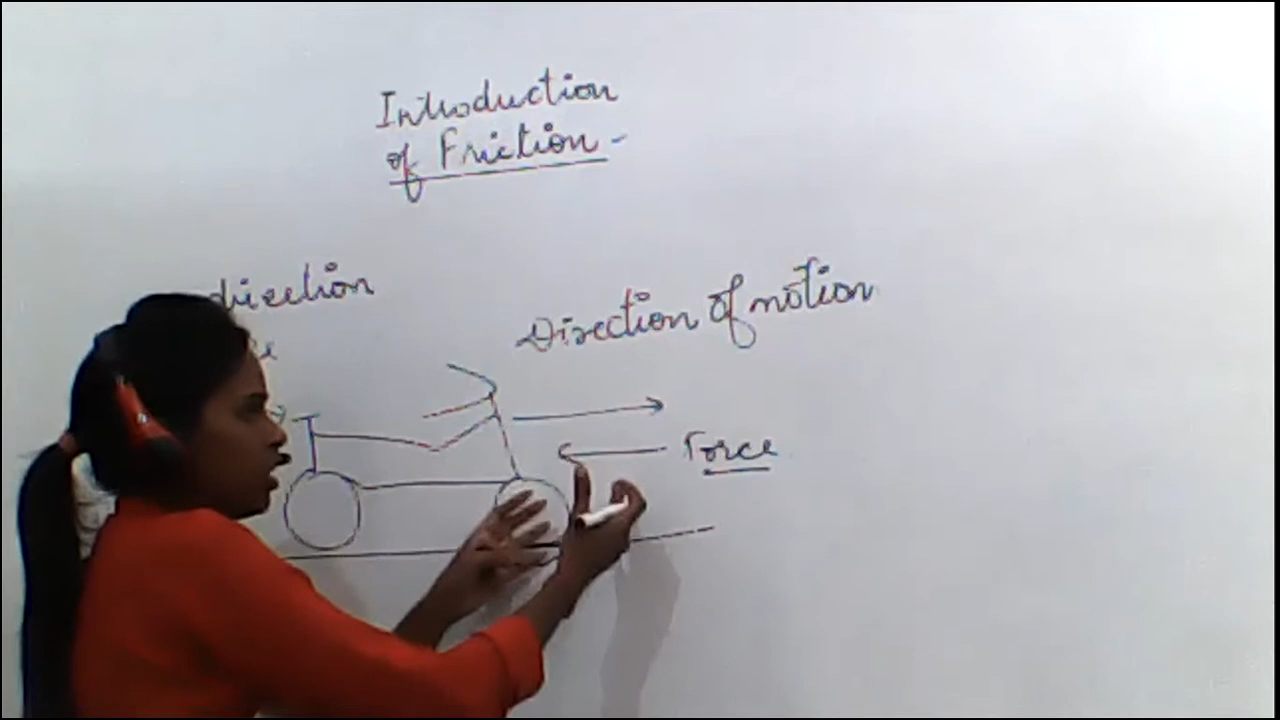 Introduction
of Friction -
direction
Direction of motion
Force